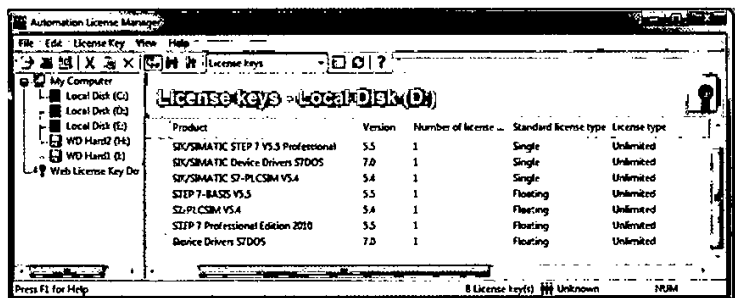 Automation License Manager
File Edit License Key View Help
License keys
My Computer
Local Disk (C:)
Local Disk (D:)
Local Disk (E:)
WD Hard2 (H:)
WD Hard1 (I:)
Web License Key Do
License keys - Local Disk (D:)
Product Version Number of license ... Standard license type License type
SIX/SIMATIC STEP 7 V5.5 Professional 5.5 1 Single Unlimited
SIX/SIMATIC Device Drivers S7DOS 7.0 1 Single Unlimited
SIX/SIMATIC S7-PLCSIM V5.4 5.4 1 Single Unlimited
STEP 7-BASIS V5.5 5.5 1 Floating Unlimited
S7-PLCSIM V5.4 5.4 1 Floating Unlimited
STEP 7 Professional Edition 2010 5.5 1 Floating Unlimited
Device Drivers S7DOS 7.0 1 Floating Unlimited
Press F1 for Help 8 License key(s) Unknown NUM